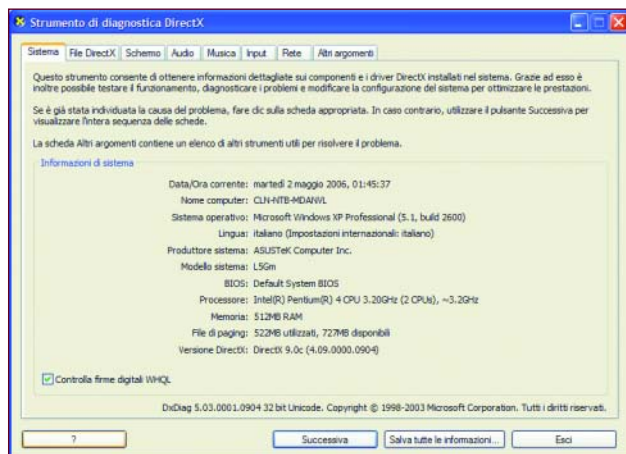 Strumento di diagnostica DirectX
Sistema File DirectX Schermo Audio Musica Input Rete Altri argomenti
Questo strumento consente di ottenere informazioni dettagliate sui componenti e i driver DirectX installati nel sistema. Grazie ad esso è
inoltre possibile testare il funzionamento, diagnosticare i problemi e modificare la configurazione del sistema per ottimizzare le prestazioni.
Se è già stata individuata la causa del problema, fare clic sulla scheda appropriata. In caso contrario, utilizzare il pulsante Successiva per
visualizzare l'intera sequenza delle schede.
La scheda Altri argomenti contiene un elenco di altri strumenti utili per risolvere il problema.
Informazioni di sistema
Data/Ora corrente: martedì 2 maggio 2006, 01:45:37
Nome computer: CLN-NTB-MDANVL
Sistema operativo: Microsoft Windows XP Professional (5.1, build 2600)
Lingua: italiano (Impostazioni internazionali: italiano)
Produttore sistema: ASUSTeK Computer Inc.
Modello sistema: L5Gm
BIOS: Default System BIOS
Processore: Intel(R) Pentium(R) 4 CPU 3.20GHz (2 CPUs), ~3.2GHz
Memoria: 512MB RAM
File di paging: 522MB utilizzati, 727MB disponibili
Versione DirectX: DirectX 9.0c (4.09.0000.0904)
Controlla firme digitali WHQL
DxDiag 5.03.0001.0904 32 bit Unicode. Copyright © 1998-2003 Microsoft Corporation. Tutti i diritti riservati.
? Successiva Salva tutte le informazioni... Esci